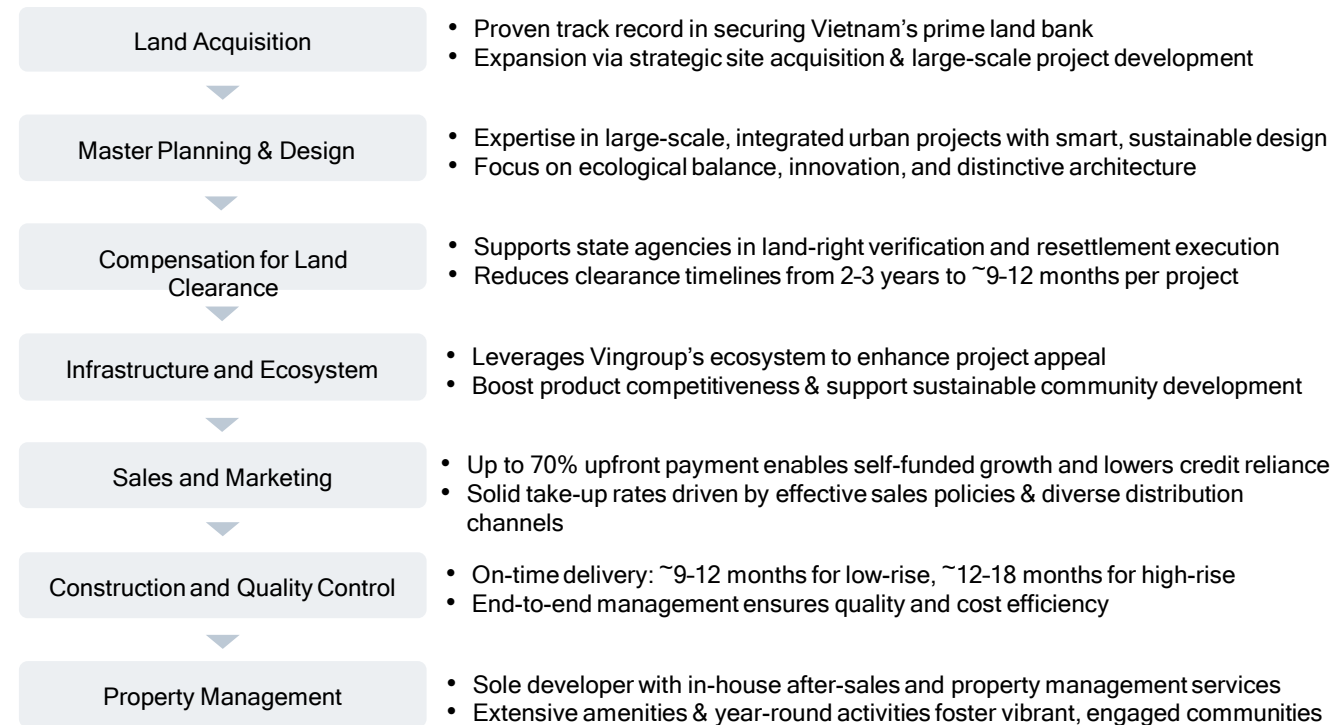 Land Acquisition
• Proven track record in securing Vietnam's prime land bank
• Expansion via strategic site acquisition & large-scale project development
Master Planning & Design
• Expertise in large-scale, integrated urban projects with smart, sustainable design
• Focus on ecological balance, innovation, and distinctive architecture
Compensation for Land
Clearance
• Supports state agencies in land-right verification and resettlement execution
• Reduces clearance timelines from 2-3 years to ~9-12 months per project
Infrastructure and Ecosystem
• Leverages Vingroup's ecosystem to enhance project appeal
• Boost product competitiveness & support sustainable community development
Sales and Marketing
• Up to 70% upfront payment enables self-funded growth and lowers credit reliance
• Solid take-up rates driven by effective sales policies & diverse distribution
channels
Construction and Quality Control
• On-time delivery: ~9-12 months for low-rise, ~12-18 months for high-rise
• End-to-end management ensures quality and cost efficiency
Property Management
• Sole developer with in-house after-sales and property management services
• Extensive amenities & year-round activities foster vibrant, engaged communities